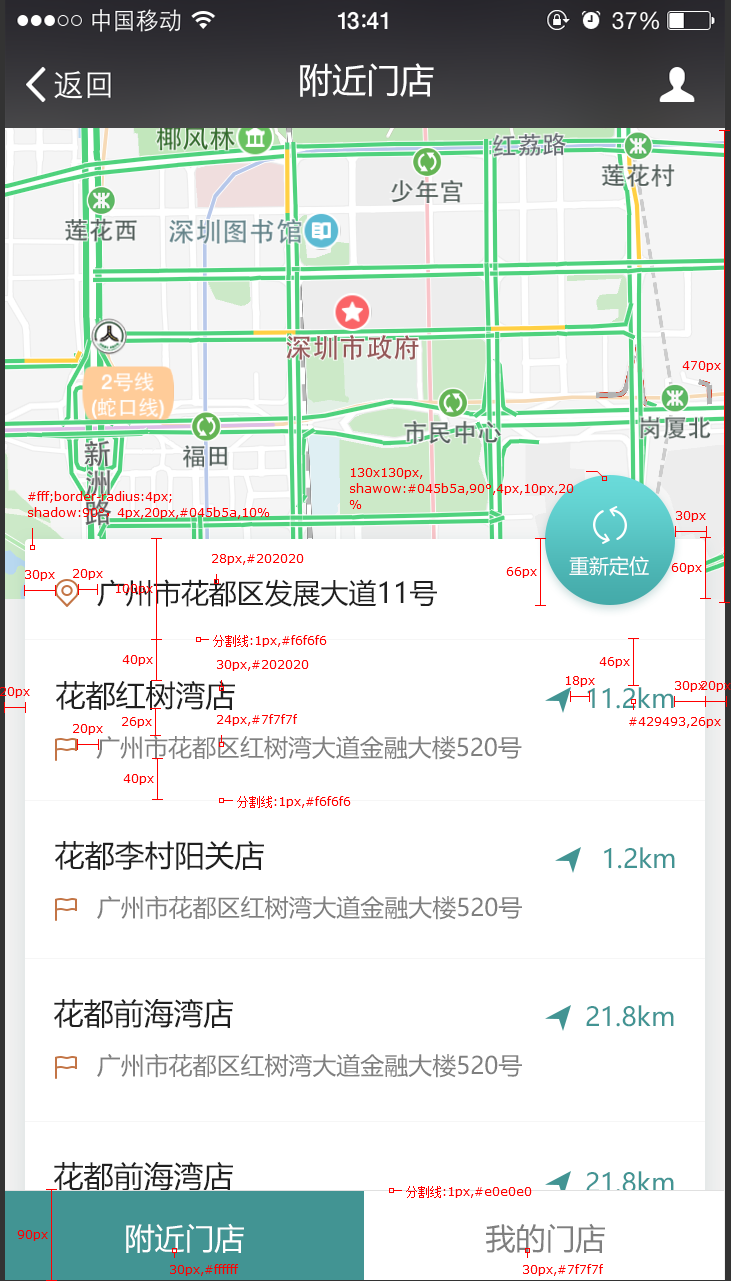 中国移动 13:41 37%
返回 附近门店
椰风林
红荔路
少年宫
莲花村
莲花西
深圳图书馆
深圳市政府
2号线
(蛇口线)
470px
市民中心
岗厦北
福田
新洲路
130x130px,
shawow:#045b5a,90°,4px,10px,20
%
#fff;border-radius:4px;
shadow:90°,4px,20px,#045b5a,10%
30px
重新定位
60px
66px
28px,#202020
30px 20px 100px
广州市花都区发展大道11号
分割线:1px,#f6f6f6
40px
30px,#202020
46px
18px
30px 20px
20px
花都红树湾店 11.2km
26px
24px,#7f7f7f
#429493,26px
20px
广州市花都区红树湾大道金融大楼520号
40px
分割线:1px,#f6f6f6
花都李村阳关店 1.2km
广州市花都区红树湾大道金融大楼520号
花都前海湾店 21.8km
广州市花都区红树湾大道金融大楼520号
花都前海湾店 21.8km
分割线:1px,#e0e0e0
90px
附近门店 我的门店
30px,#ffffff 30px,#7f7f7f